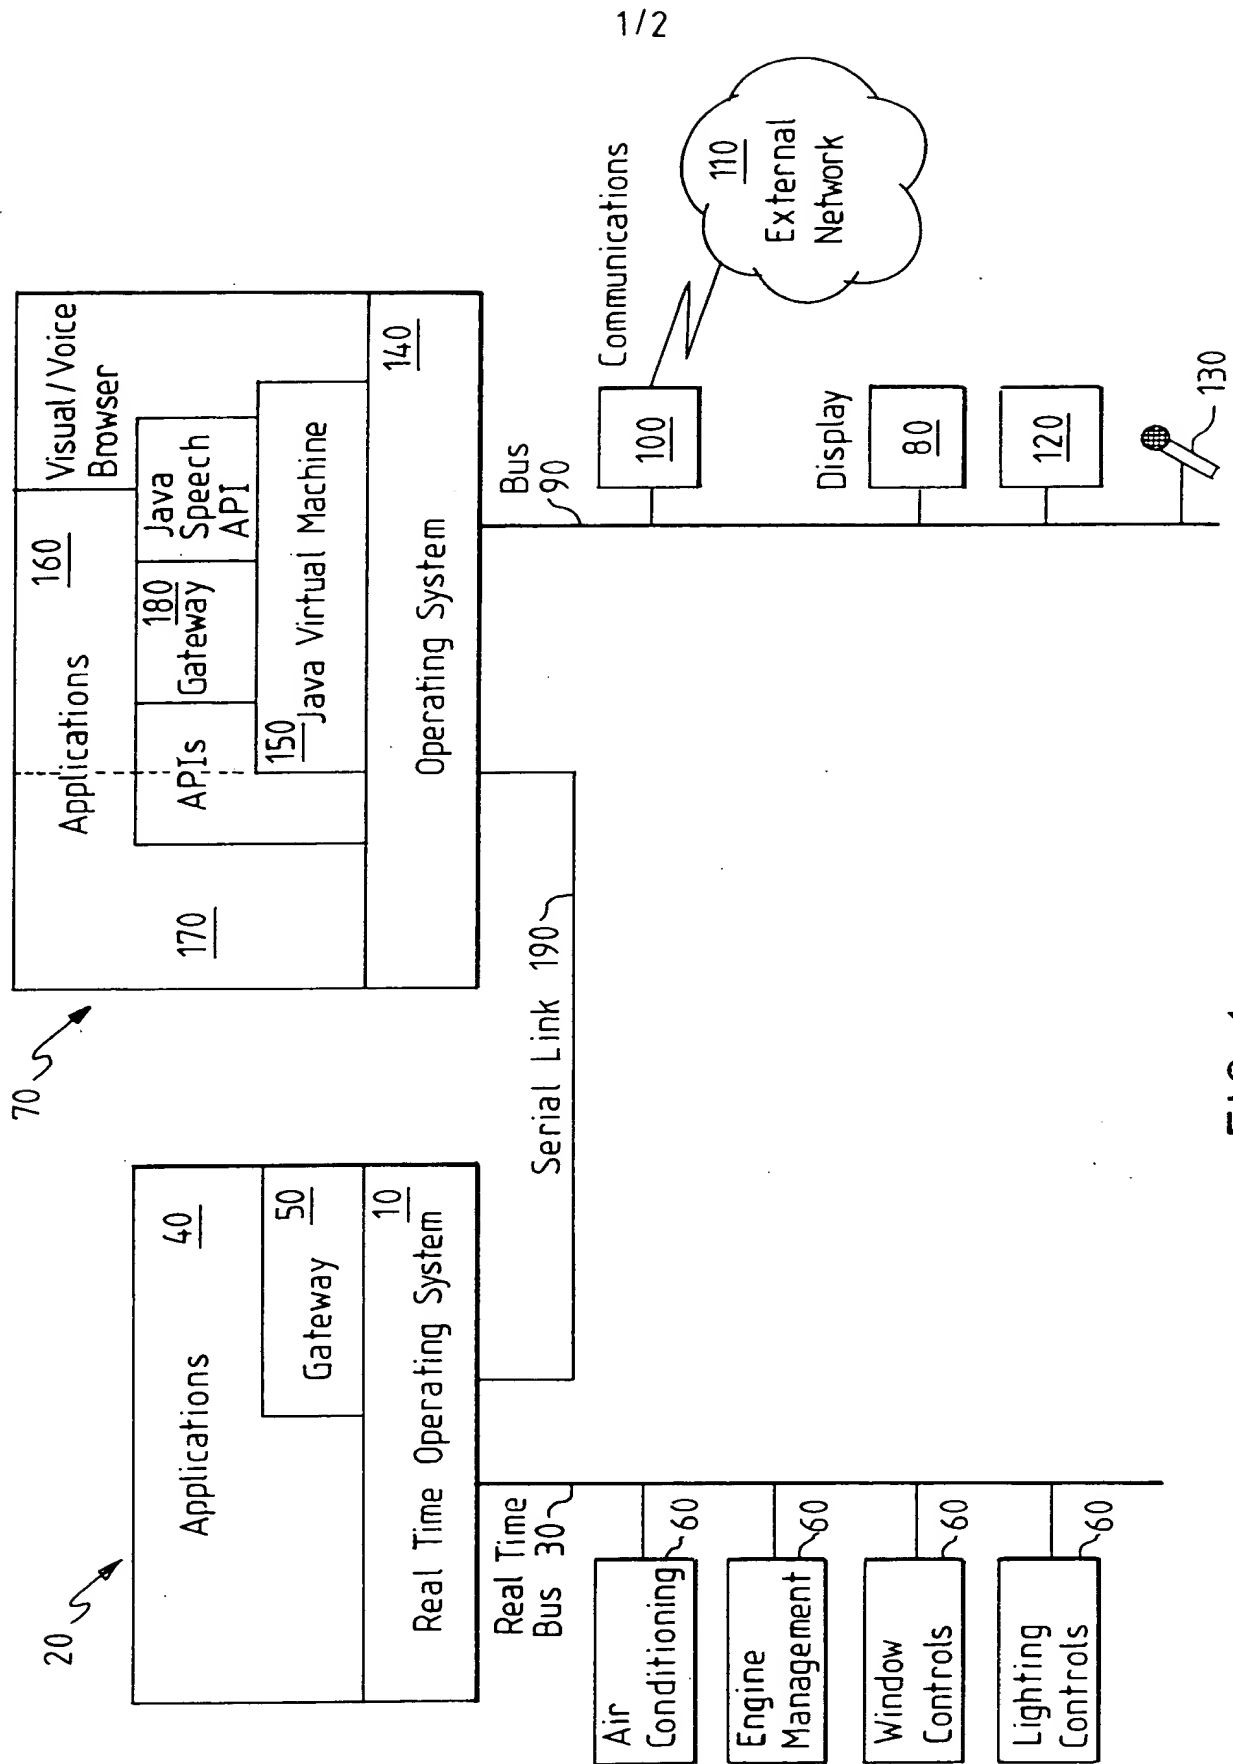 1/2
70
Applications
160
Visual/Voice
Browser
170
APIs
180
Gateway
Java
Speech
API
150
Java Virtual Machine
140
Operating System
20
Applications
40
50
Gateway
10
Real Time Operating System
Serial Link 190
Real Time
Bus 30
Air
Conditioning
60
Engine
Management
60
Window
Controls
60
Lighting
Controls
60
Bus
90
Communications
100
110
External
Network
Display
80
120
130